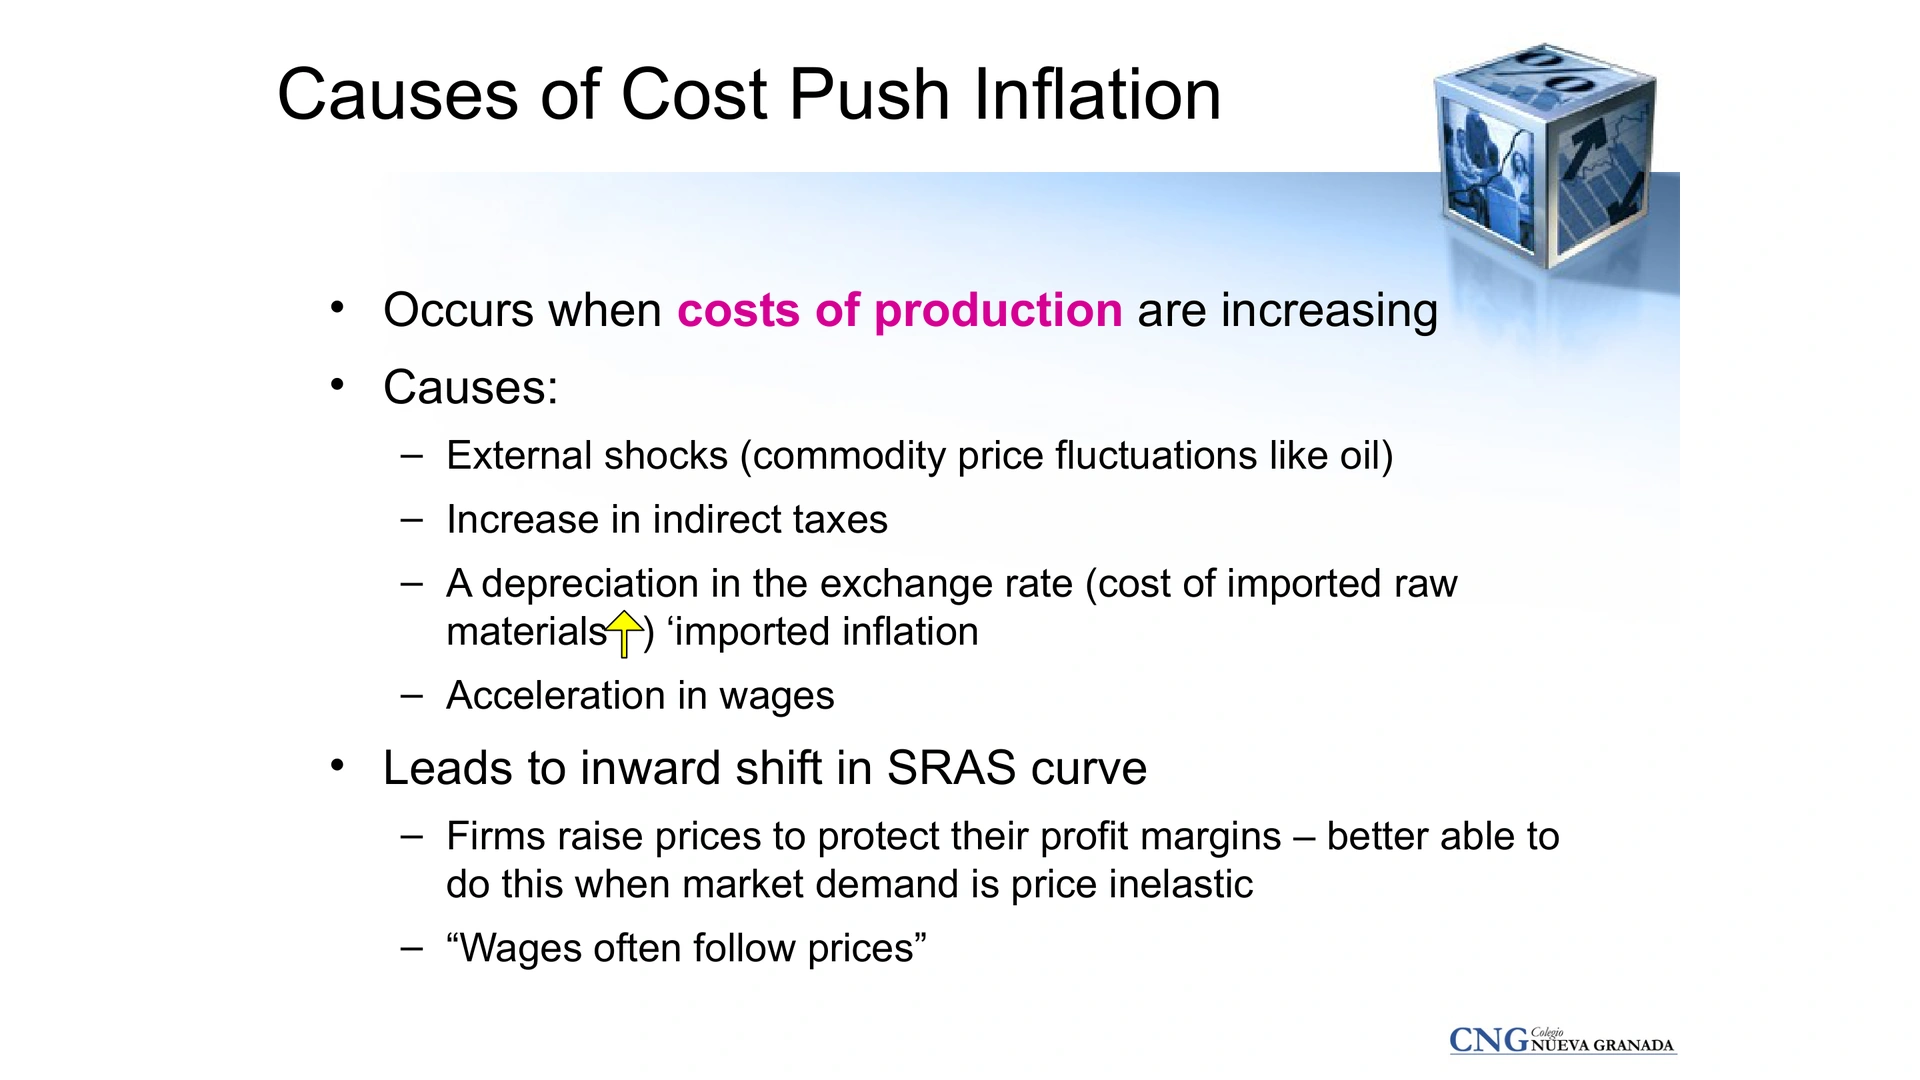 Causes of Cost Push Inflation
%
• Occurs when costs of production are increasing
• Causes:
– External shocks (commodity price fluctuations like oil)
– Increase in indirect taxes
– A depreciation in the exchange rate (cost of imported raw
materials ) ‘imported inflation
– Acceleration in wages
• Leads to inward shift in SRAS curve
– Firms raise prices to protect their profit margins – better able to
do this when market demand is price inelastic
– “Wages often follow prices”
CNG Colegio
NUEVA GRANADA